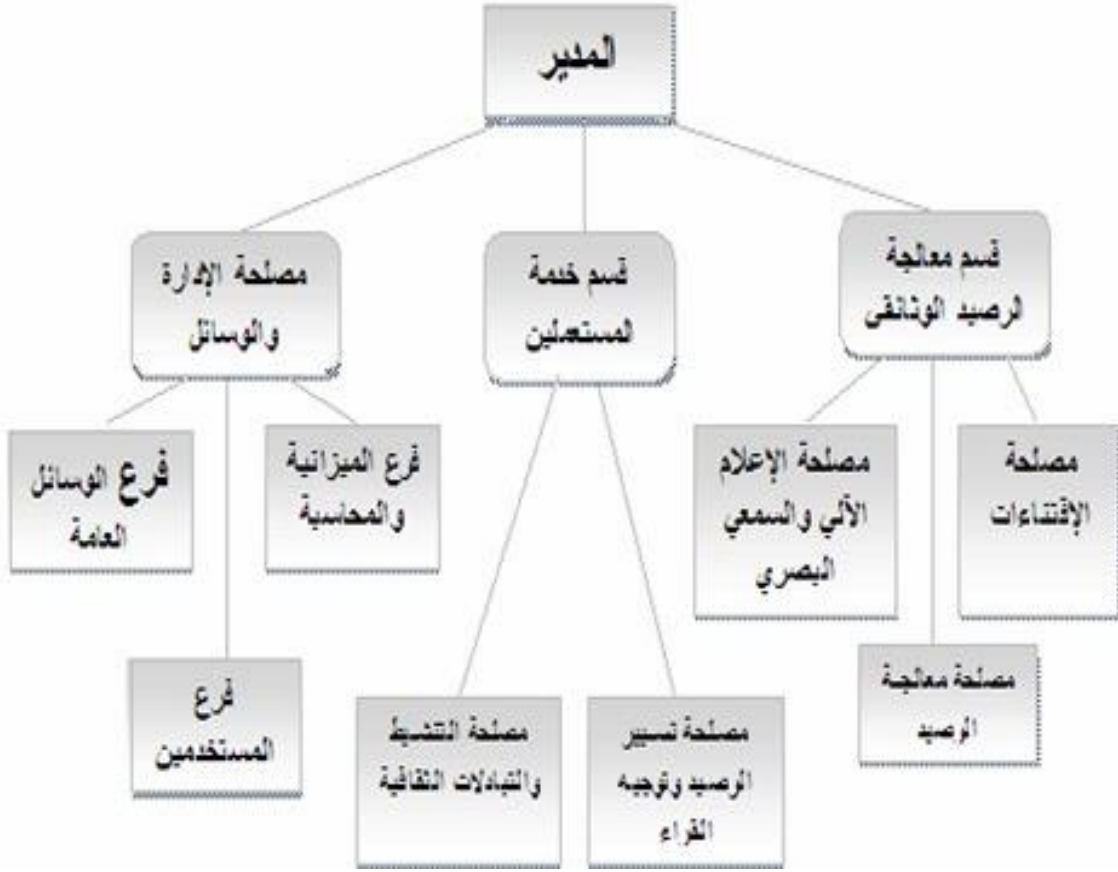 المدير
قسم معالجة
الرصيد الوثائقى
قسم خدمة
المستعملين
مصلحة الإدارة
والوسائل
مصلحة
الإقتناءات
مصلحة الإعلام
الآلي والسمعي
البصري
فرع الميزانية
والمحاسبة
فرع الوسائل
العامة
مصلحة معالجة
الرصيد
مصلحة تسيير
الرصيد وتوجيه
القراء
مصلحة التنشيط
والتبادلات الثقافية
فرع
المستخدمين